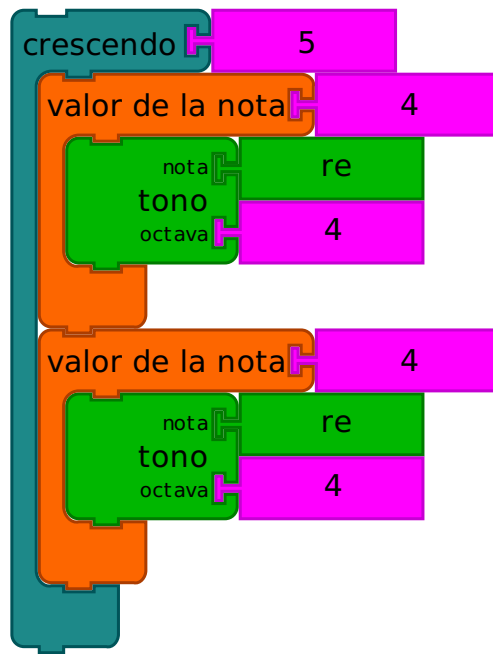 crescendo 5
valor de la nota 4
nota re
tono
octava 4
valor de la nota 4
nota re
tono
octava 4